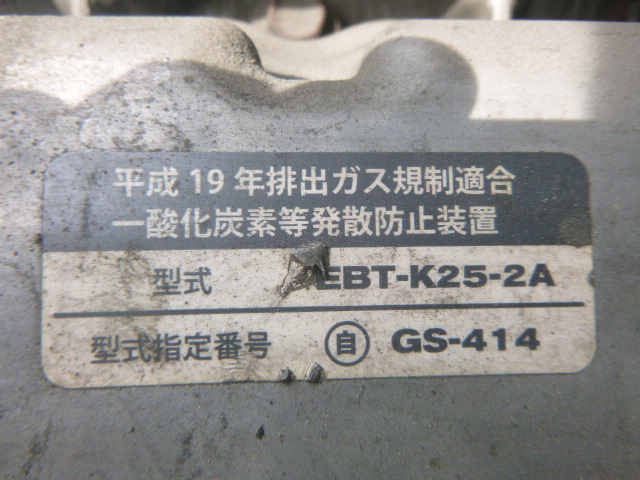 平成19年排出ガス規制適合
一酸化炭素等発散防止装置
型式 EBT-K25-2A
型式指定番号 自 GS-414